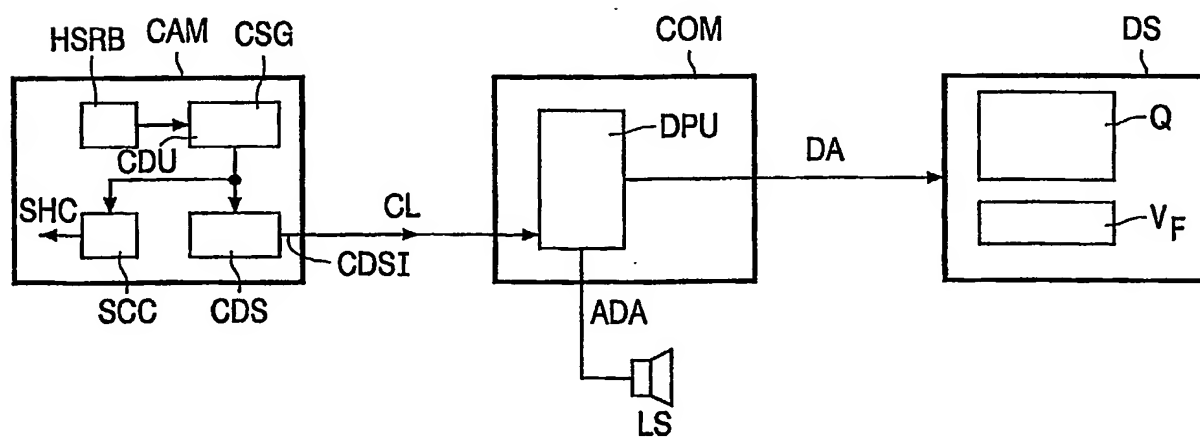 HSRB CAM CSG COM DS
DPU Q
CDU DA
SHC CL V_F
CDSI
SCC CDS ADA
LS